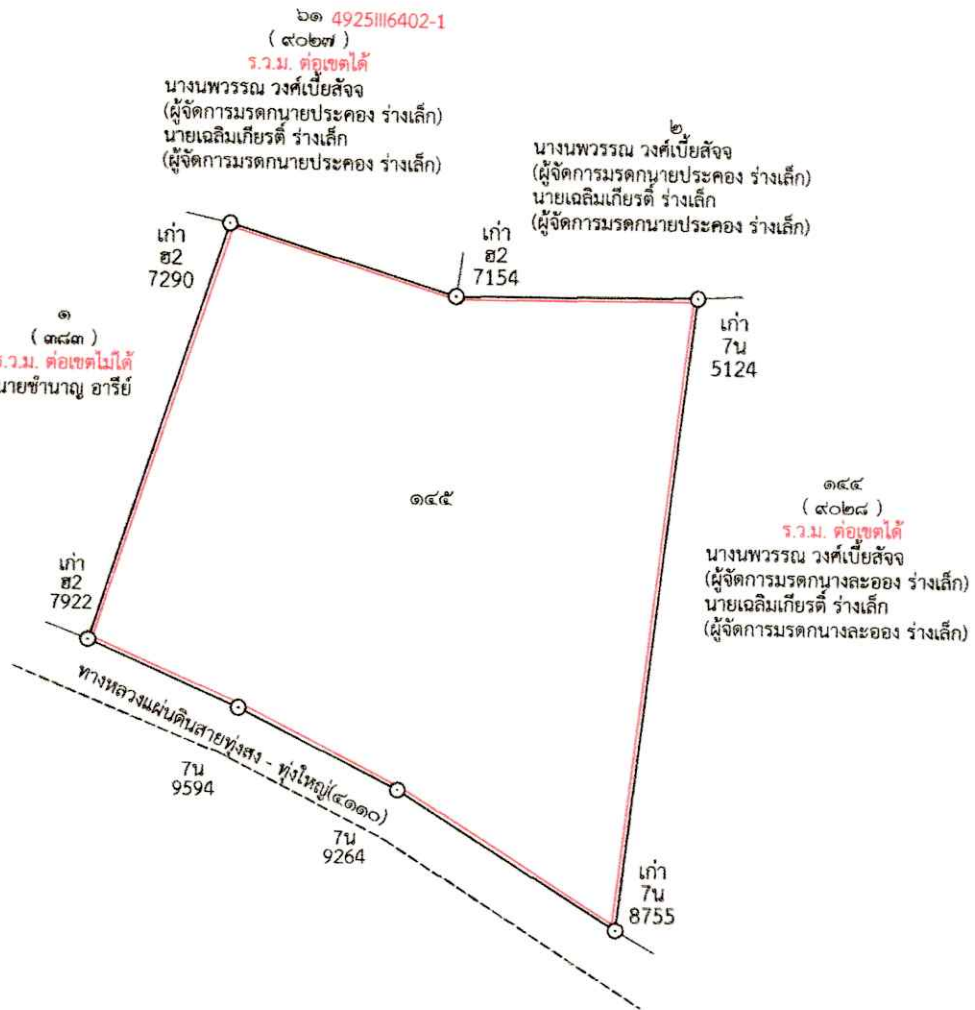 ๖๑ 4925III6402-1
( ๙๐๒๗ )
ร.ว.ม. ต่อเขตได้
นางนพวรรณ วงศ์เบี้ยสัจจ
(ผู้จัดการมรดกนายประคอง ร่างเล็ก)
นายเฉลิมเกียรติ์ ร่างเล็ก
(ผู้จัดการมรดกนายประคอง ร่างเล็ก)
๒
นางนพวรรณ วงศ์เบี้ยสัจจ
(ผู้จัดการมรดกนายประคอง ร่างเล็ก)
นายเฉลิมเกียรติ์ ร่างเล็ก
(ผู้จัดการมรดกนายประคอง ร่างเล็ก)
เก่า
ฮ2
7290
เก่า
ฮ2
7154
เก่า
7น
5124
๑
( ๓๘๓ )
ร.ว.ม. ต่อเขตไม่ได้
นายชำนาญ อารีย์
๑๔๕
๑๔๔
( ๙๐๒๘ )
ร.ว.ม. ต่อเขตได้
นางนพวรรณ วงศ์เบี้ยสัจจ
(ผู้จัดการมรดกนางละออง ร่างเล็ก)
นายเฉลิมเกียรติ์ ร่างเล็ก
(ผู้จัดการมรดกนางละออง ร่างเล็ก)
เก่า
ฮ2
7922
ทางหลวงแผ่นดินสายทุ่งสง - ทุ่งใหญ่(๔๑๑๐)
7น
9594
7น
9264
เก่า
7น
8755